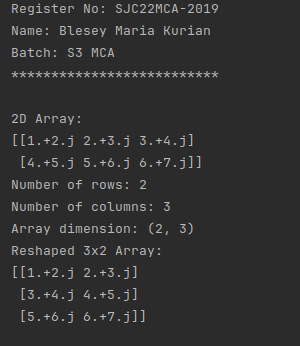 Register No: SJC22MCA-2019
Name: Blesey Maria Kurian
Batch: S3 MCA
**************************
2D Array:
[[1.+2.j 2.+3.j 3.+4.j]
 [4.+5.j 5.+6.j 6.+7.j]]
Number of rows: 2
Number of columns: 3
Array dimension: (2, 3)
Reshaped 3x2 Array:
[[1.+2.j 2.+3.j]
 [3.+4.j 4.+5.j]
 [5.+6.j 6.+7.j]]